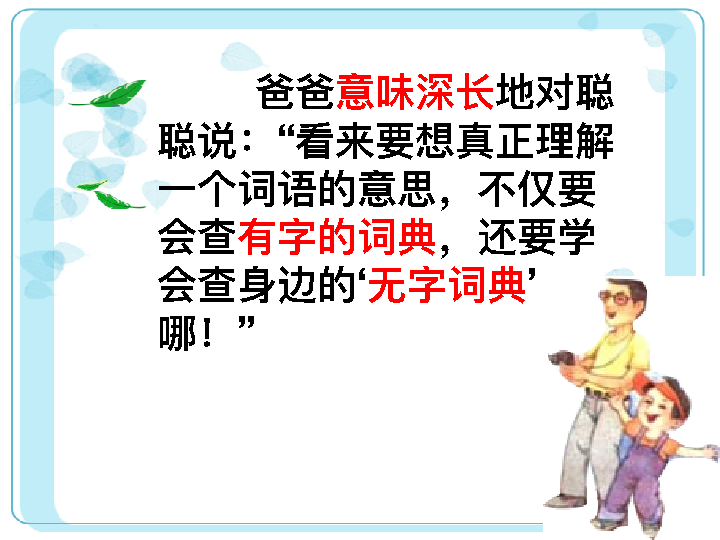 爸爸意味深长地对聪
聪说：“看来要想真正理解
一个词语的意思，不仅要
会查有字的词典，还要学
会查身边的‘无字词典’
哪！”